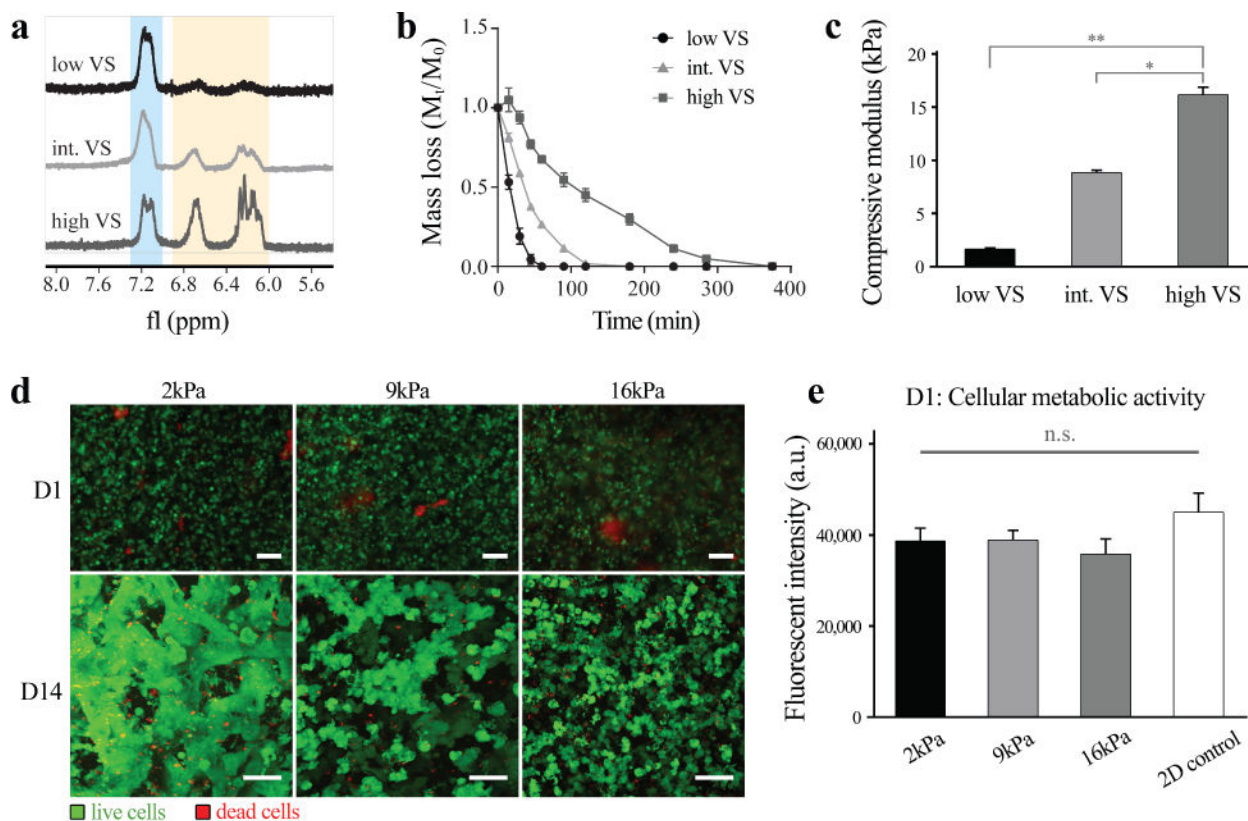 a
low VS
int. VS
high VS
8.0 7.6 7.2 6.8 6.4 6.0 5.6
fl (ppm)
b
Mass loss (Mt/M0)
1.5
1.0
0.5
0.0
0 100 200 300 400
Time (min)
low VS
int. VS
high VS
c
Compressive modulus (kPa)
20
15
10
5
0
**
*
low VS int. VS high VS
d
2kPa 9kPa 16kPa
D1
D14
live cells dead cells
e
D1: Cellular metabolic activity
Fluorescent intensity (a.u.)
60,000
40,000
20,000
0
n.s.
2kPa 9kPa 16kPa 2D control